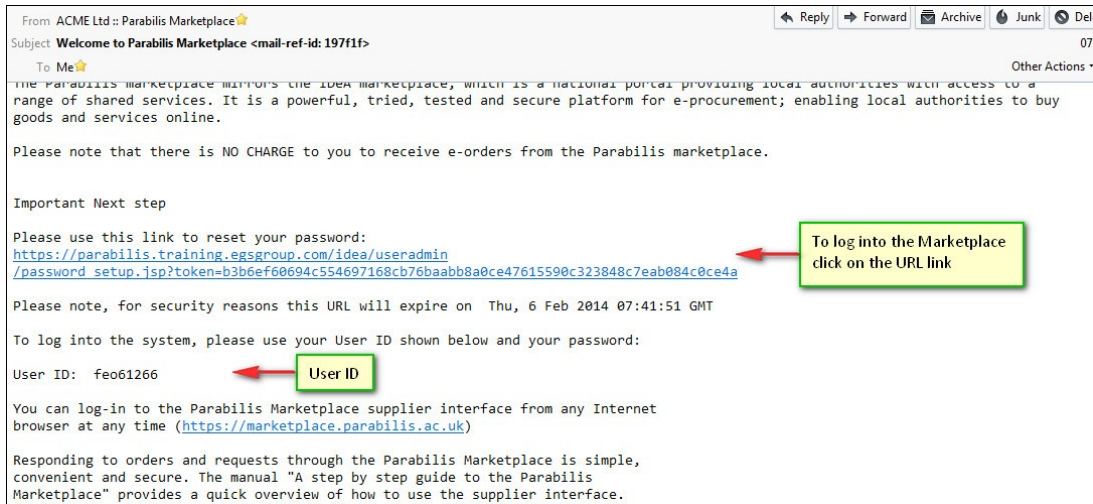 From ACME Ltd :: Parabilis Marketplace
Reply Forward Archive Junk Del
Subject Welcome to Parabilis Marketplace <mail-ref-id: 197f1f>
07
To Me
Other Actions
The Parabilis marketplace mirrors the IDeA marketplace, which is a national portal providing local authorities with access to a
range of shared services. It is a powerful, tried, tested and secure platform for e-procurement; enabling local authorities to buy
goods and services online.
Please note that there is NO CHARGE to you to receive e-orders from the Parabilis marketplace.
Important Next step
Please use this link to reset your password:
https://parabilis.training.egsgroup.com/idea/useradmin
/password_setup.jsp?token=b3b6ef60694c554697168cb76baabb8a0ce47615590c323848c7eab084c0ce4a
To log into the Marketplace
click on the URL link
Please note, for security reasons this URL will expire on Thu, 6 Feb 2014 07:41:51 GMT
To log into the system, please use your User ID shown below and your password:
User ID: feo61266
User ID
You can log-in to the Parabilis Marketplace supplier interface from any Internet
browser at any time (https://marketplace.parabilis.ac.uk)
Responding to orders and requests through the Parabilis Marketplace is simple,
convenient and secure. The manual "A step by step guide to the Parabilis
Marketplace" provides a quick overview of how to use the supplier interface.